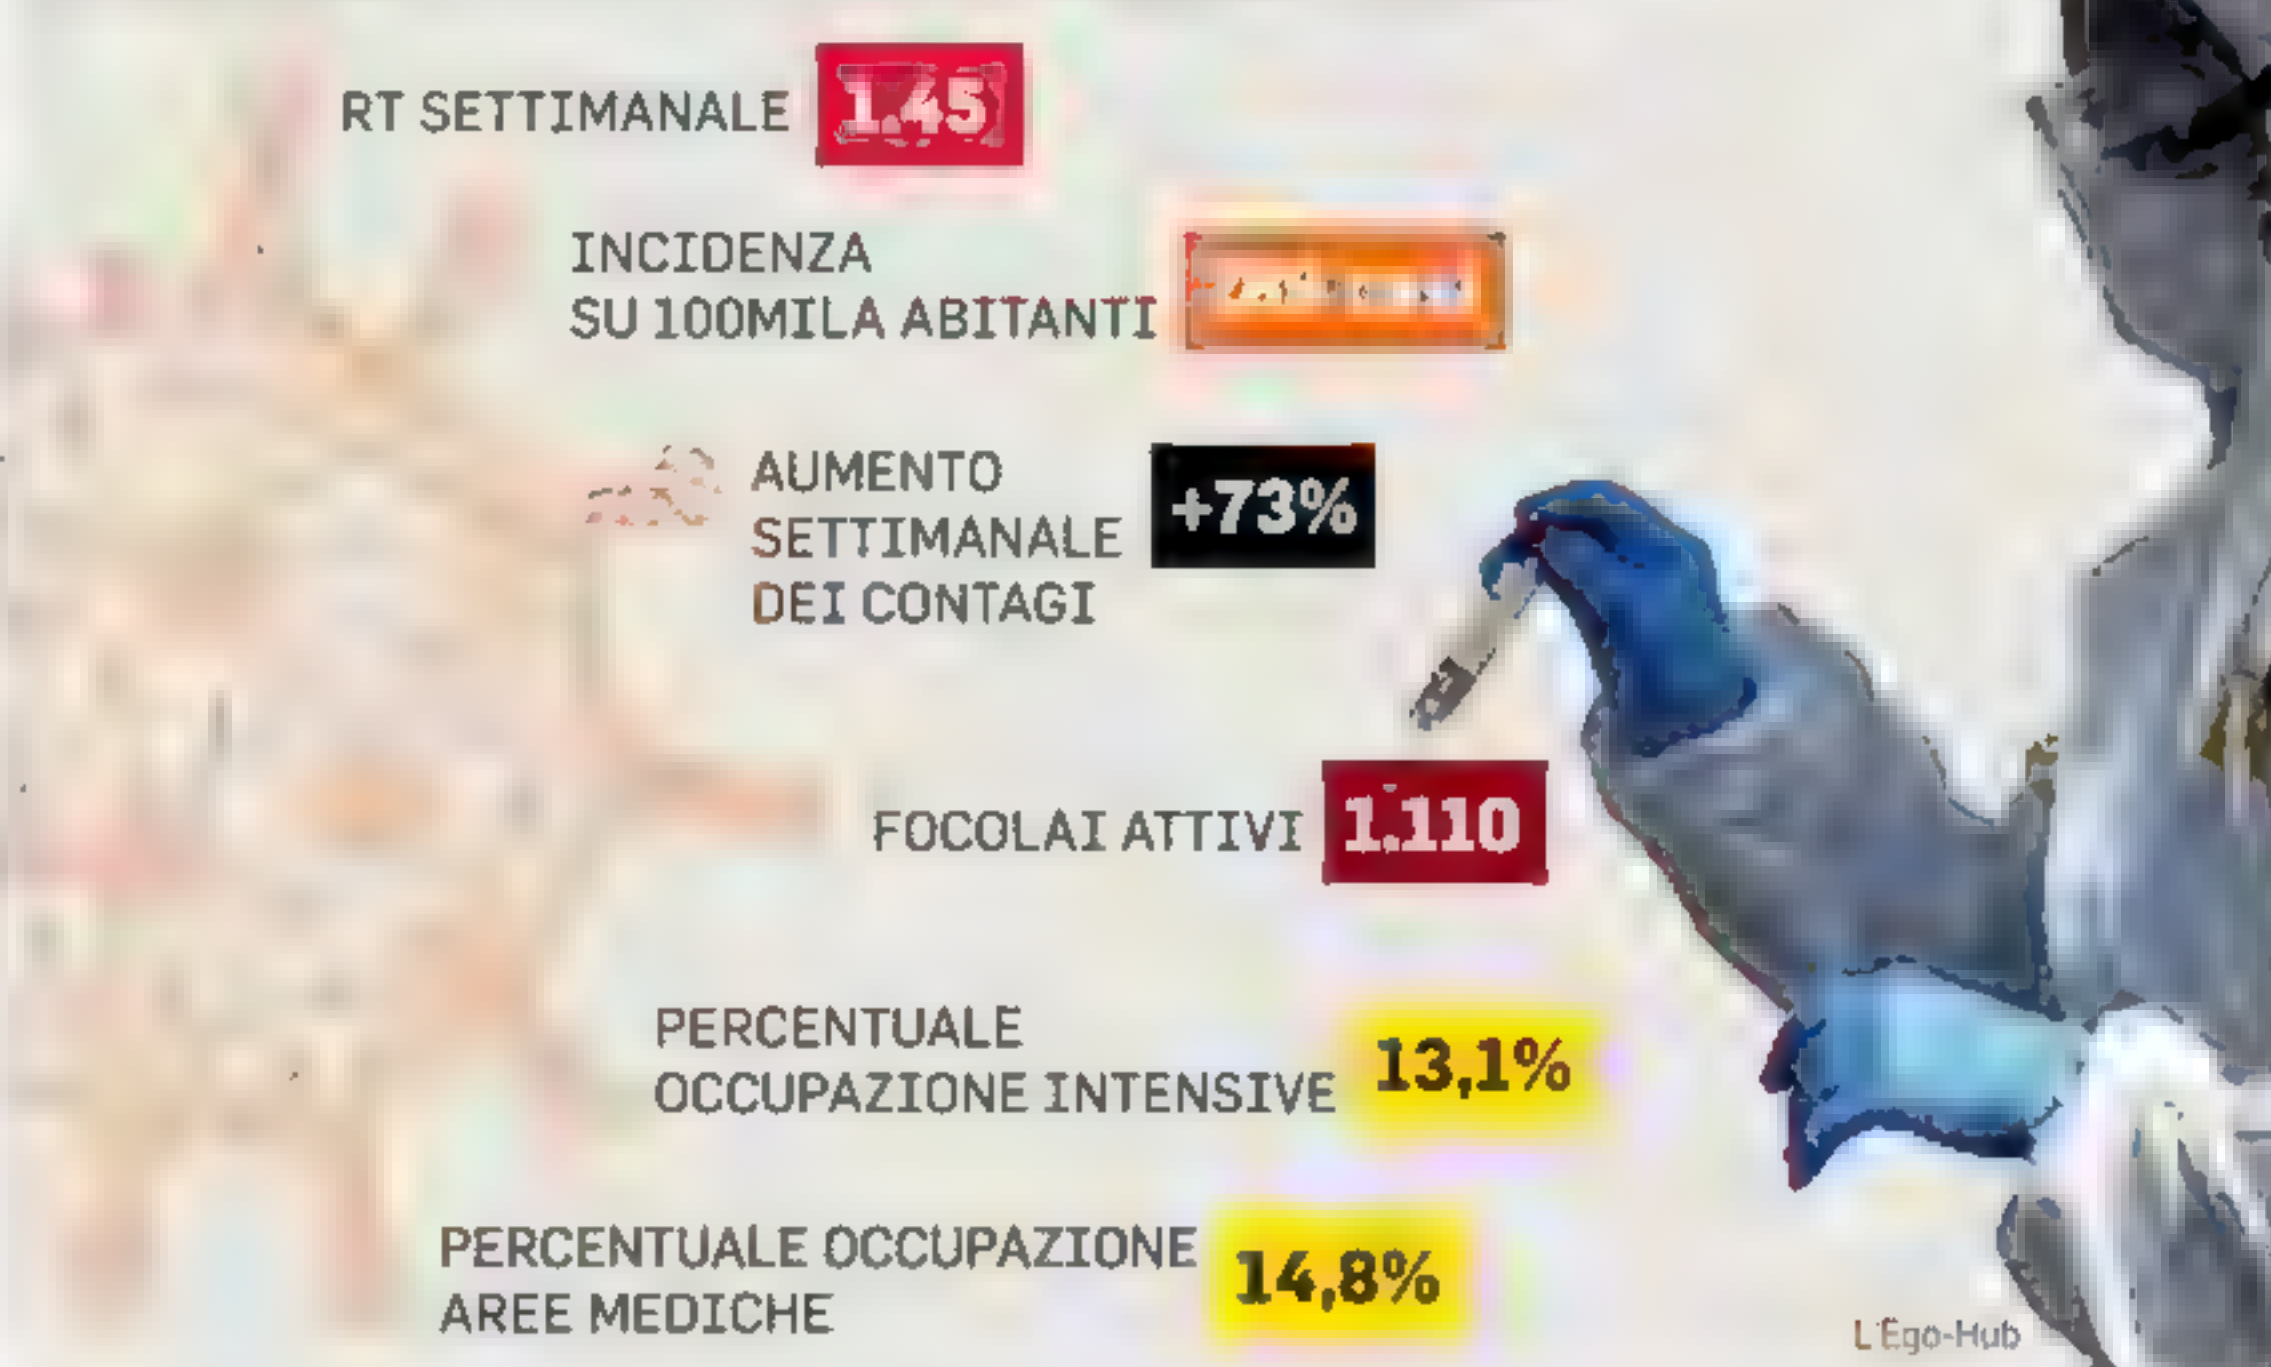 RT SETTIMANALE 1.45
INCIDENZA
SU 100MILA ABITANTI
AUMENTO
SETTIMANALE
DEI CONTAGI
+73%
FOCOLAI ATTIVI 1.110
PERCENTUALE
OCCUPAZIONE INTENSIVE
13,1%
PERCENTUALE OCCUPAZIONE
AREE MEDICHE
14,8%
L'Ego-Hub